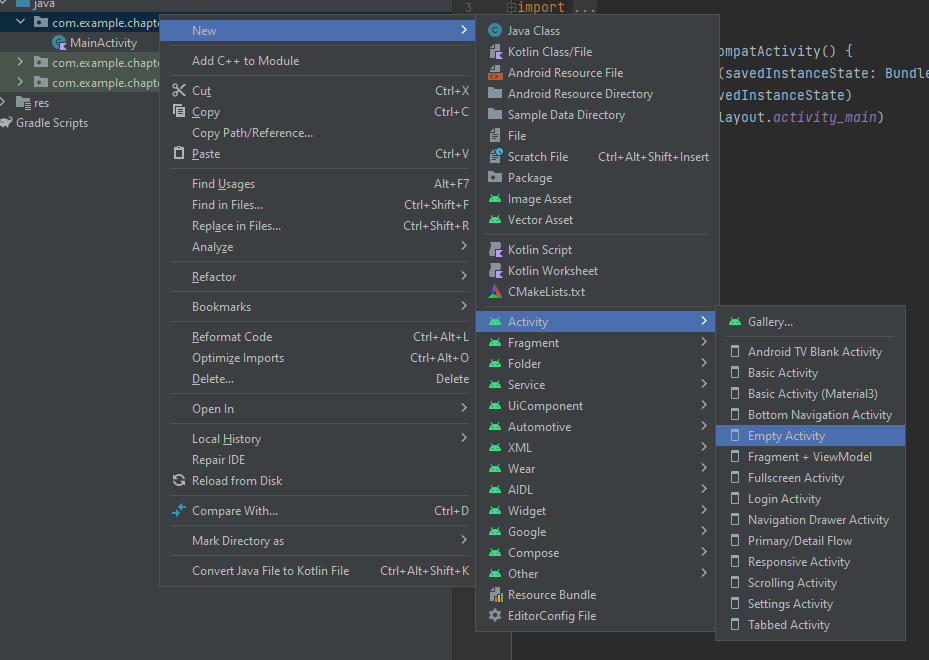 java
com.example.chapte
MainActivity
com.example.chapte
com.example.chapte
res
Gradle Scripts
New
Add C++ to Module
Cut Ctrl+X
Copy Ctrl+C
Copy Path/Reference...
Paste Ctrl+V
Find Usages Alt+F7
Find in Files... Ctrl+Shift+F
Replace in Files... Ctrl+Shift+R
Analyze
Refactor
Bookmarks
Reformat Code Ctrl+Alt+L
Optimize Imports Ctrl+Alt+O
Delete... Delete
Open In
Local History
Repair IDE
Reload from Disk
Compare With... Ctrl+D
Mark Directory as
Convert Java File to Kotlin File Ctrl+Alt+Shift+K
Java Class
Kotlin Class/File
Android Resource File
Android Resource Directory
Sample Data Directory
File
Scratch File Ctrl+Alt+Shift+Insert
Package
Image Asset
Vector Asset
Kotlin Script
Kotlin Worksheet
CMakeLists.txt
Activity
Fragment
Folder
Service
UiComponent
Automotive
XML
Wear
AIDL
Widget
Google
Compose
Other
Resource Bundle
EditorConfig File
Gallery...
Android TV Blank Activity
Basic Activity
Basic Activity (Material3)
Bottom Navigation Activity
Empty Activity
Fragment + ViewModel
Fullscreen Activity
Login Activity
Navigation Drawer Activity
Primary/Detail Flow
Responsive Activity
Scrolling Activity
Settings Activity
Tabbed Activity
3 import ...
ompatActivity() {
(savedInstanceState: Bundle
vedInstanceState)
layout.activity_main)